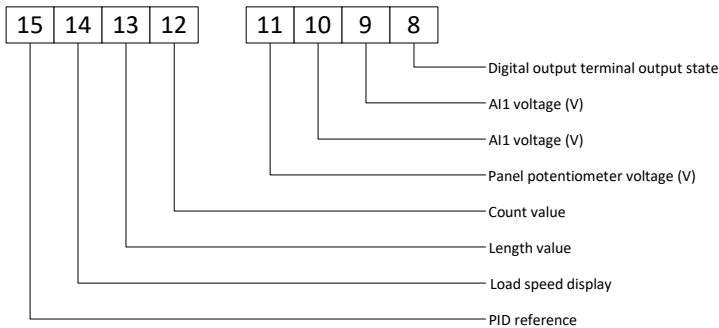 15 14 13 12 11 10 9 8
Digital output terminal output state
AI1 voltage (V)
AI1 voltage (V)
Panel potentiometer voltage (V)
Count value
Length value
Load speed display
PID reference